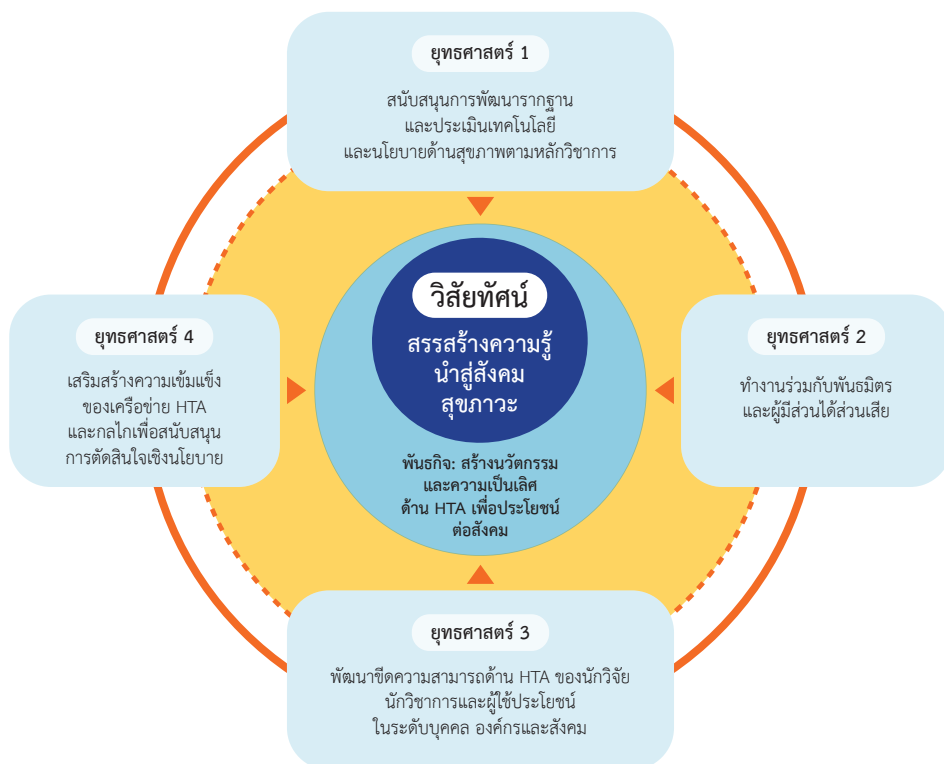 ยุทธศาสตร์ 1
สนับสนุนการพัฒนารากฐาน
และประเมินเทคโนโลยี
และนโยบายด้านสุขภาพตามหลักวิชาการ
วิสัยทัศน์
สรรสร้างความรู้
นำสู่สังคม
สุขภาวะ
พันธกิจ: สร้างนวัตกรรม
และความเป็นเลิศ
ด้าน HTA เพื่อประโยชน์
ต่อสังคม
ยุทธศาสตร์ 2
ทำงานร่วมกับพันธมิตร
และผู้มีส่วนได้ส่วนเสีย
ยุทธศาสตร์ 3
พัฒนาขีดความสามารถด้าน HTA ของนักวิจัย
นักวิชาการและผู้ใช้ประโยชน์
ในระดับบุคคล องค์กรและสังคม
ยุทธศาสตร์ 4
เสริมสร้างความเข้มแข็ง
ของเครือข่าย HTA
และกลไกเพื่อสนับสนุน
การตัดสินใจเชิงนโยบาย